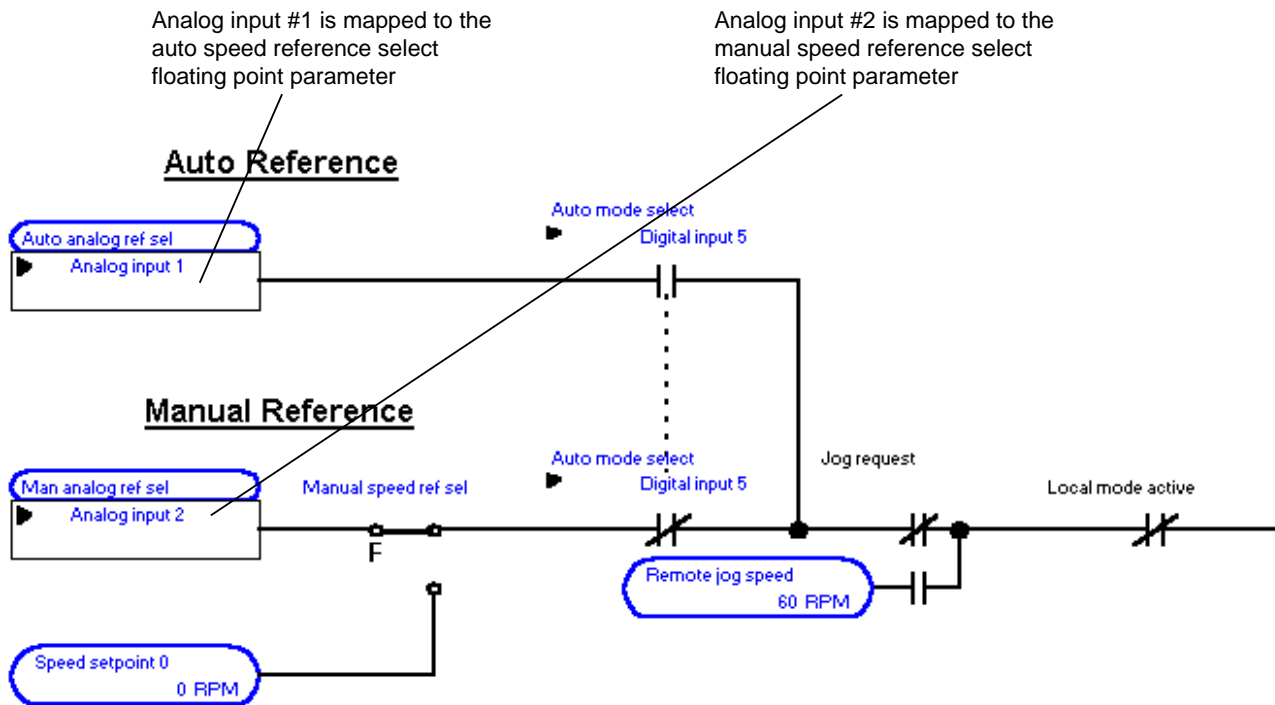 Analog input #1 is mapped to the
auto speed reference select
floating point parameter
Analog input #2 is mapped to the
manual speed reference select
floating point parameter
Auto Reference
Auto mode select
Digital input 5
Auto analog ref sel
Analog input 1
Manual Reference
Auto mode select
Digital input 5
Jog request
Local mode active
Man analog ref sel
Analog input 2
Manual speed ref sel
F
Remote jog speed
60 RPM
Speed setpoint 0
0 RPM